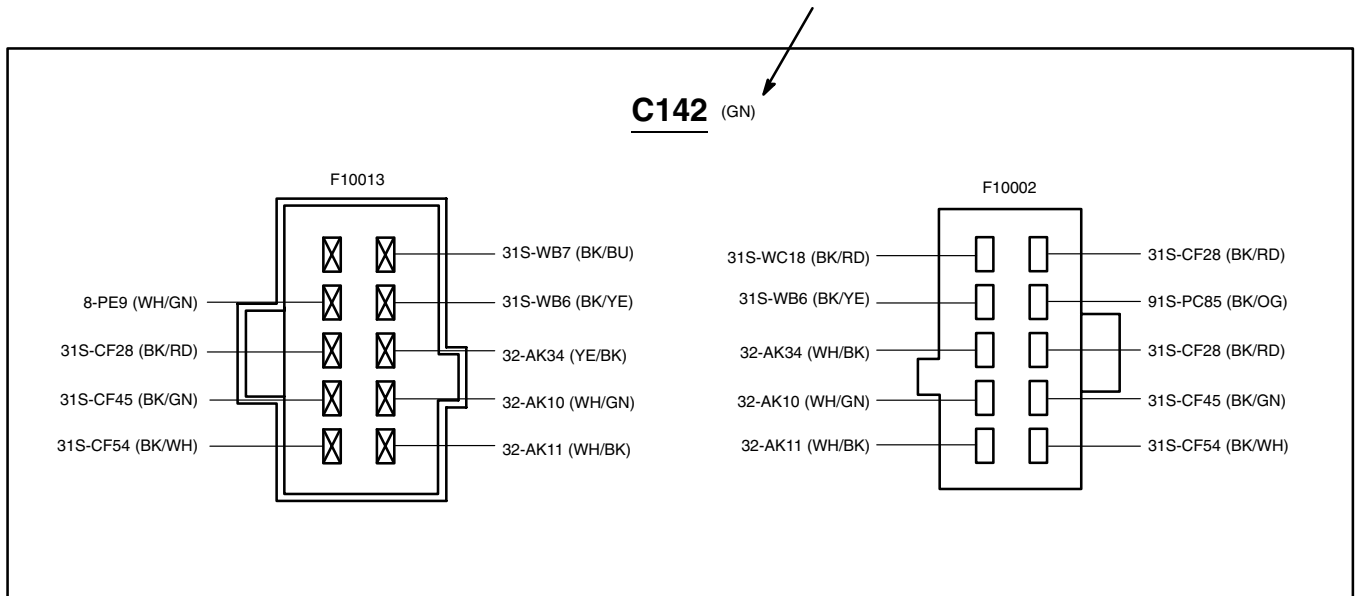 C142 (GN)
F10013
31S-WB7 (BK/BU)
8-PE9 (WH/GN)
31S-WB6 (BK/YE)
31S-CF28 (BK/RD)
32-AK34 (YE/BK)
31S-CF45 (BK/GN)
32-AK10 (WH/GN)
31S-CF54 (BK/WH)
32-AK11 (WH/BK)
F10002
31S-WC18 (BK/RD)
31S-CF28 (BK/RD)
31S-WB6 (BK/YE)
91S-PC85 (BK/OG)
32-AK34 (WH/BK)
31S-CF28 (BK/RD)
32-AK10 (WH/GN)
31S-CF45 (BK/GN)
32-AK11 (WH/BK)
31S-CF54 (BK/WH)